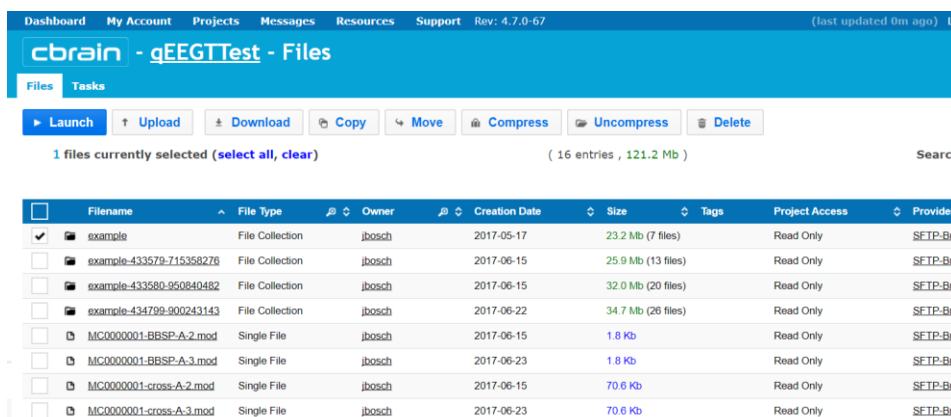 Dashboard My Account Projects Messages Resources Support Rev: 4.7.0-67 (last updated 0m ago)
cbrain - qEEGTTest - Files
Files Tasks
Launch Upload Download Copy Move Compress Uncompress Delete
1 files currently selected (select all, clear) ( 16 entries , 121.2 Mb )
Filename File Type Owner Creation Date Size Tags Project Access
example File Collection jbosch 2017-05-17 23.2 Mb (7 files) Read Only
example-433579-715358276 File Collection jbosch 2017-06-15 25.9 Mb (13 files) Read Only
example-433580-950840482 File Collection jbosch 2017-06-15 32.0 Mb (20 files) Read Only
example-434799-900243143 File Collection jbosch 2017-06-22 34.7 Mb (26 files) Read Only
MC0000001-BBSP-A-2.mod Single File jbosch 2017-06-15 1.8 Kb Read Only
MC0000001-BBSP-A-3.mod Single File jbosch 2017-06-23 1.8 Kb Read Only
MC0000001-cross-A-2.mod Single File jbosch 2017-06-15 70.6 Kb Read Only
MC0000001-cross-A-3.mod Single File jbosch 2017-06-23 70.6 Kb Read Only